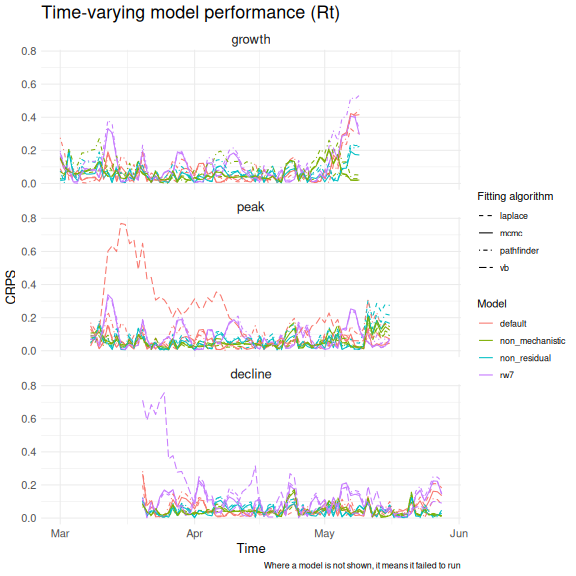 Time-varying model performance (Rt)
growth
0.8
0.6
0.4
0.2
0.0
peak
0.8
0.6
0.4
0.2
0.0
decline
0.8
0.6
0.4
0.2
0.0
CRPS
Mar
Apr
May
Jun
Time
Where a model is not shown, it means it failed to run
Fitting algorithm
laplace
mcmc
pathfinder
vb
Model
default
non_mechanistic
non_residual
rw7